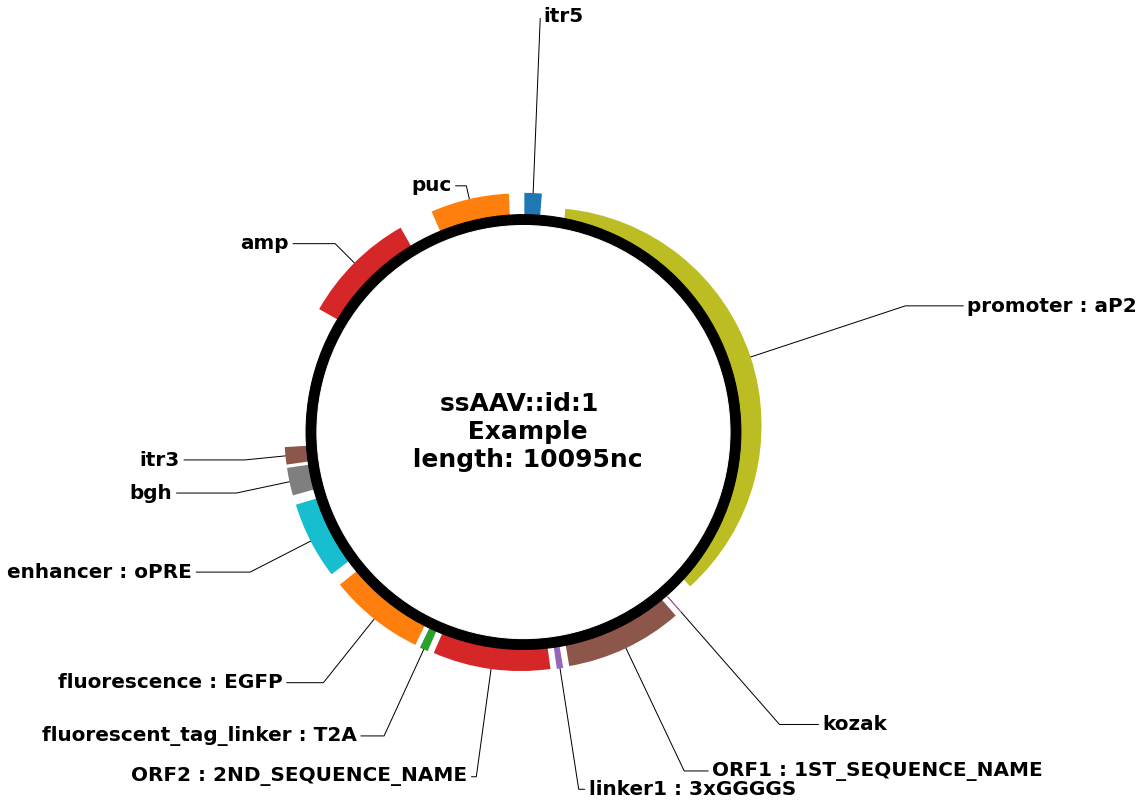 itr5
puc
amp
promoter : aP2
ssAAV::id:1
Example
length: 10095nc
itr3
bgh
enhancer : oPRE
fluorescence : EGFP
kozak
fluorescent_tag_linker : T2A
ORF1 : 1ST_SEQUENCE_NAME
ORF2 : 2ND_SEQUENCE_NAME
linker1 : 3xGGGGS